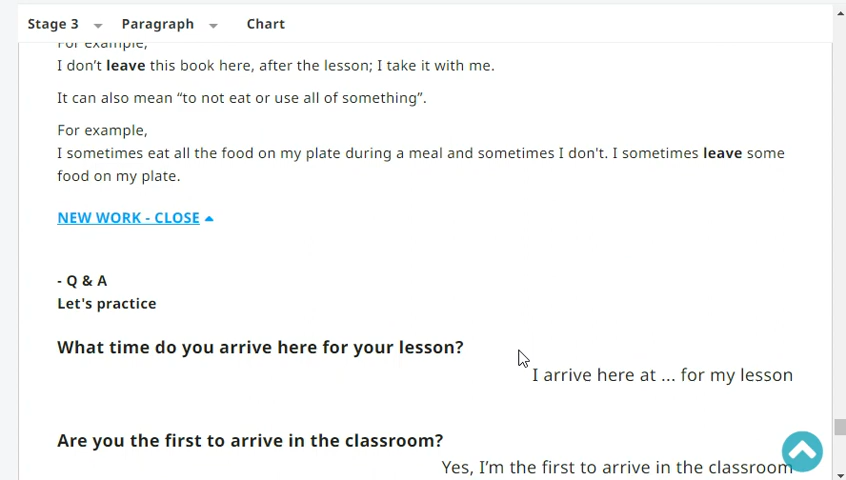 Stage 3 Paragraph Chart
For example,
I don’t leave this book here, after the lesson; I take it with me.
It can also mean “to not eat or use all of something”.
For example,
I sometimes eat all the food on my plate during a meal and sometimes I don't. I sometimes leave some
food on my plate.
NEW WORK - CLOSE
- Q & A
Let's practice
What time do you arrive here for your lesson?
I arrive here at ... for my lesson
Are you the first to arrive in the classroom?
Yes, I’m the first to arrive in the classroom